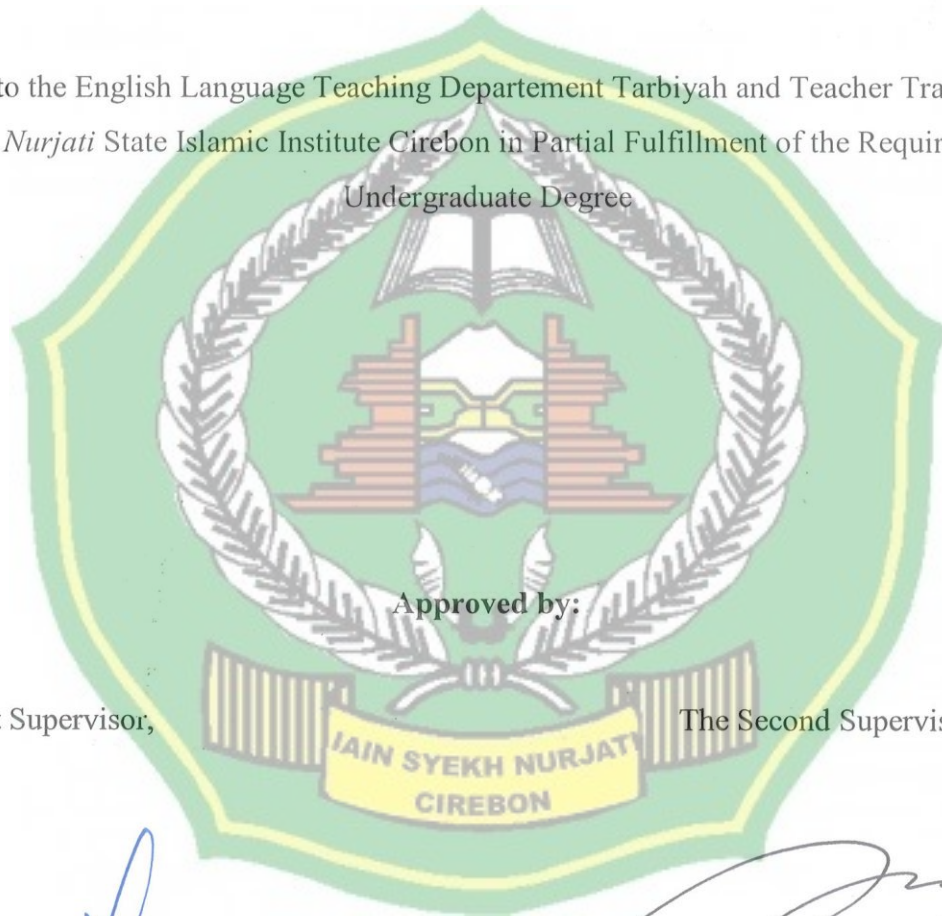 to the English Language Teaching Departement Tarbiyah and Teacher Tra
Nurjati State Islamic Institute Cirebon in Partial Fulfillment of the Requir
Undergraduate Degree
Approved by:
Supervisor,
The Second Supervis
IAIN SYEKH NURJATI
CIREBON